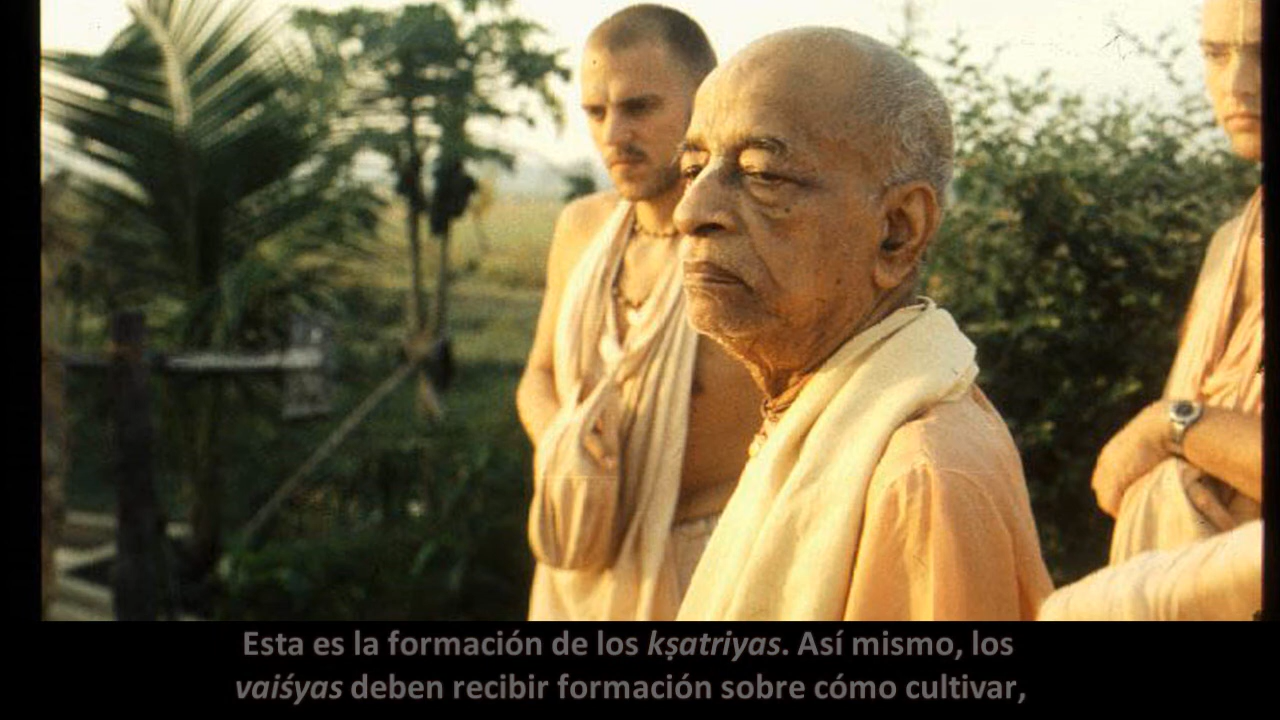 Esta es la formación de los kṣatriyas. Así mismo, los
vaiśyas deben recibir formación sobre cómo cultivar,